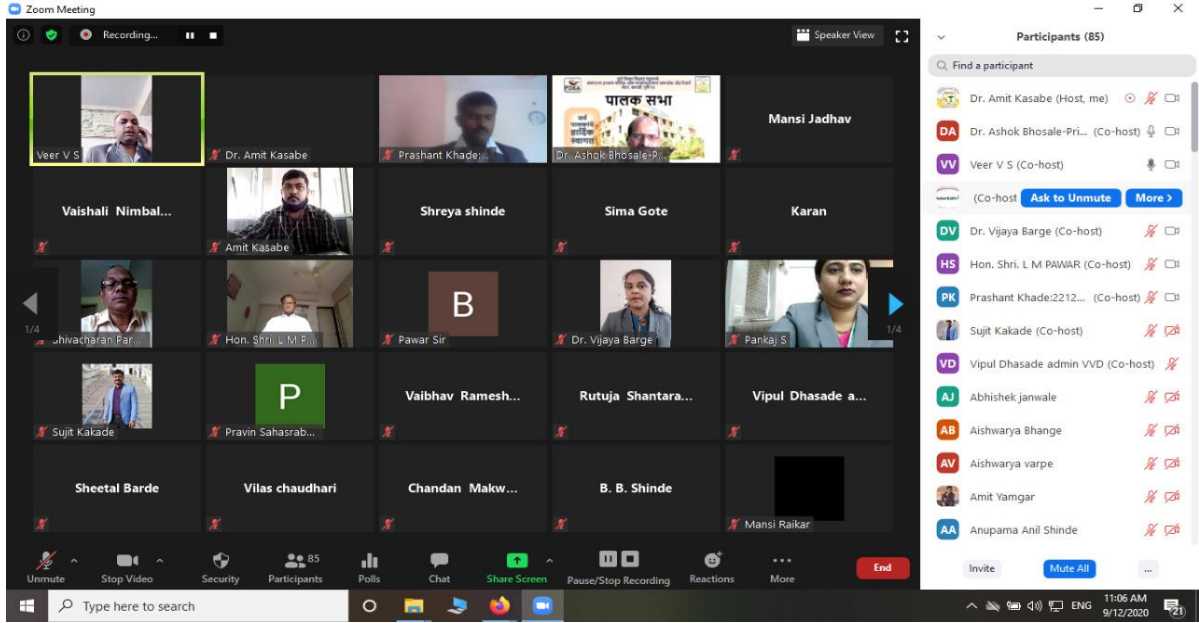 Zoom Meeting
Recording...
Speaker View
Veer V S
Dr. Amit Kasabe
Prashant Khade:...
PDEA
पालक सभा
सर्व
पालकांचे
हार्दिक
स्वागत
Dr. Ashok Bhosale-P...
Mansi Jadhav
Vaishali Nimbal...
Amit Kasabe
Shreya shinde
Sima Gote
Karan
1/4
Shivacharan Par...
Hon. Shri. L M P...
B
Pawar Sir
Dr. Vijaya Barge
Pankaj S
1/4
Sujit Kakade
P
Pravin Sahasrab...
Vaibhav Ramesh...
Rutuja Shantara...
Vipul Dhasade a...
Sheetal Barde
Vilas chaudhari
Chandan Makw...
B. B. Shinde
Mansi Raikar
Unmute
Stop Video
Security
85
Participants
Polls
Chat
Share Screen
Pause/Stop Recording
Reactions
More
End
Participants (85)
Find a participant
Dr. Amit Kasabe (Host, me)
DA Dr. Ashok Bhosale-Pri... (Co-host)
VV Veer V S (Co-host)
(Co-host Ask to Unmute More >
DV Dr. Vijaya Barge (Co-host)
HS Hon. Shri. L M PAWAR (Co-host)
PK Prashant Khade:2212... (Co-host)
Sujit Kakade (Co-host)
VD Vipul Dhasade admin VVD (Co-host)
AJ Abhishek janwale
AB Aishwarya Bhange
AV Aishwarya varpe
Amit Yamgar
AA Anupama Anil Shinde
Invite
Mute All
...
Type here to search
ENG
11:06 AM
9/12/2020
21